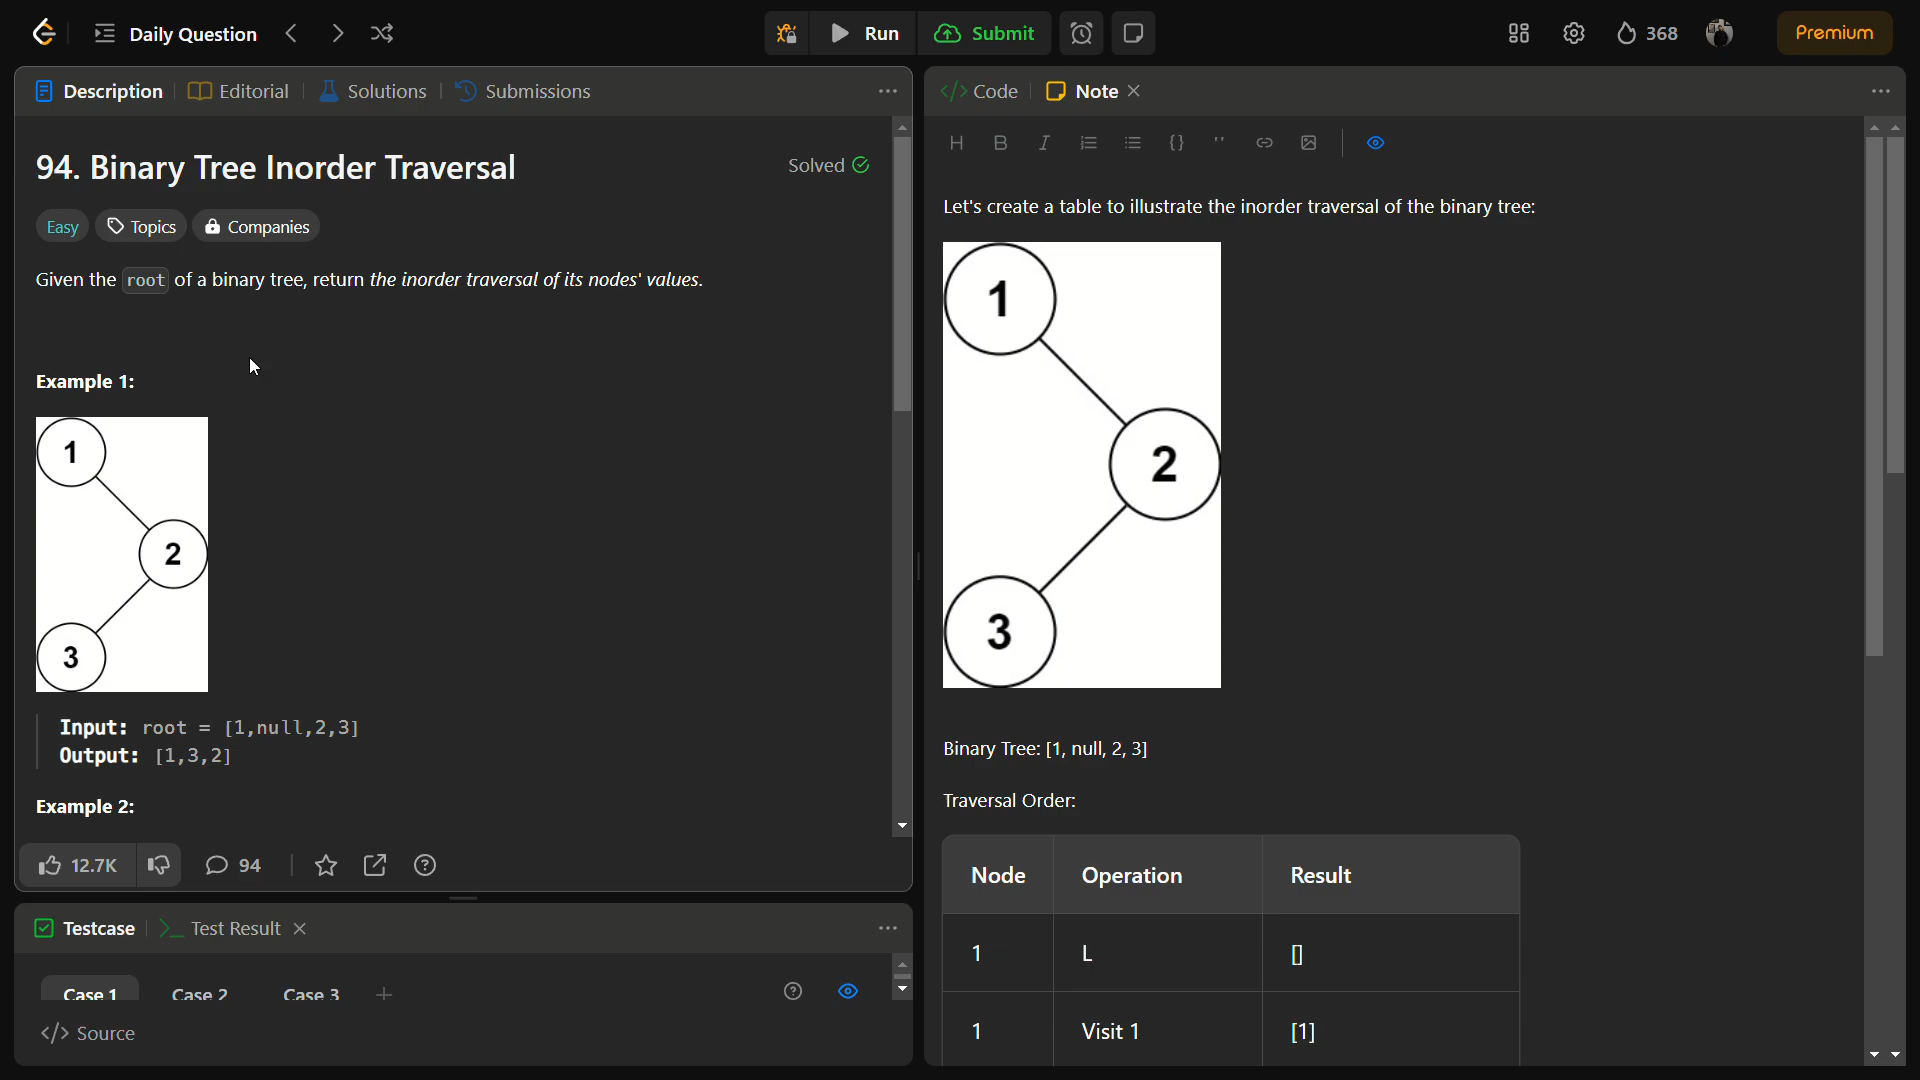 Daily Question
Run
Submit
368
Premium
Description
Editorial
Solutions
Submissions
94. Binary Tree Inorder Traversal
Solved
Easy
Topics
Companies
Given the root of a binary tree, return the inorder traversal of its nodes' values.
Example 1:
1
2
3
Input: root = [1,null,2,3]
Output: [1,3,2]
Example 2:
12.7K
94
Testcase
Test Result
Case 1
Case 2
Case 3
</> Source
</> Code
Note
H B I {} "
Let's create a table to illustrate the inorder traversal of the binary tree:
1
2
3
Binary Tree: [1, null, 2, 3]
Traversal Order:
Node Operation Result
1 L []
1 Visit 1 [1]